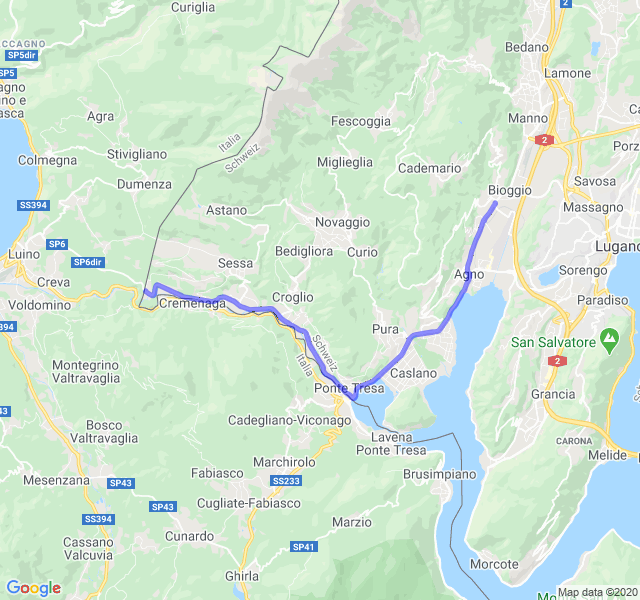 Curiglia
2
Bedano
ACCAGNO
SP5dir
SP5
Lamone
Agra
Manno
Fescoggia
2
Italia
Schweiz
Colmegna
Stivigliano
Miglieglia
Cademario
Dumenza
Savosa
Bioggio
SS394
Astano
Novaggio
Massagno
SP6
Bedigliora
Curio
Lugano
Luino
SP6dir
Sessa
Agno
Sorengo
Creva
Voldomino
Cremenaga
Croglio
Paradiso
Pura
San Salvatore
Schweiz
Italia
2
Montegrino
Valtravaglia
Caslano
Ponte Tresa
Grancia
Cadegliano-Viconago
Bosco
Valtravaglia
Lavena
Ponte Tresa
CARONA
Melide
Marchirolo
Mesenzana
SP43
Fabiasco
SS233
Brusimpiano
Cugliate-Fabiasco
SP43
SS394
Marzio
Cunardo
Cassano
Valcuvia
SP41
Ghirla
Morcote
Google
Map data ©2020